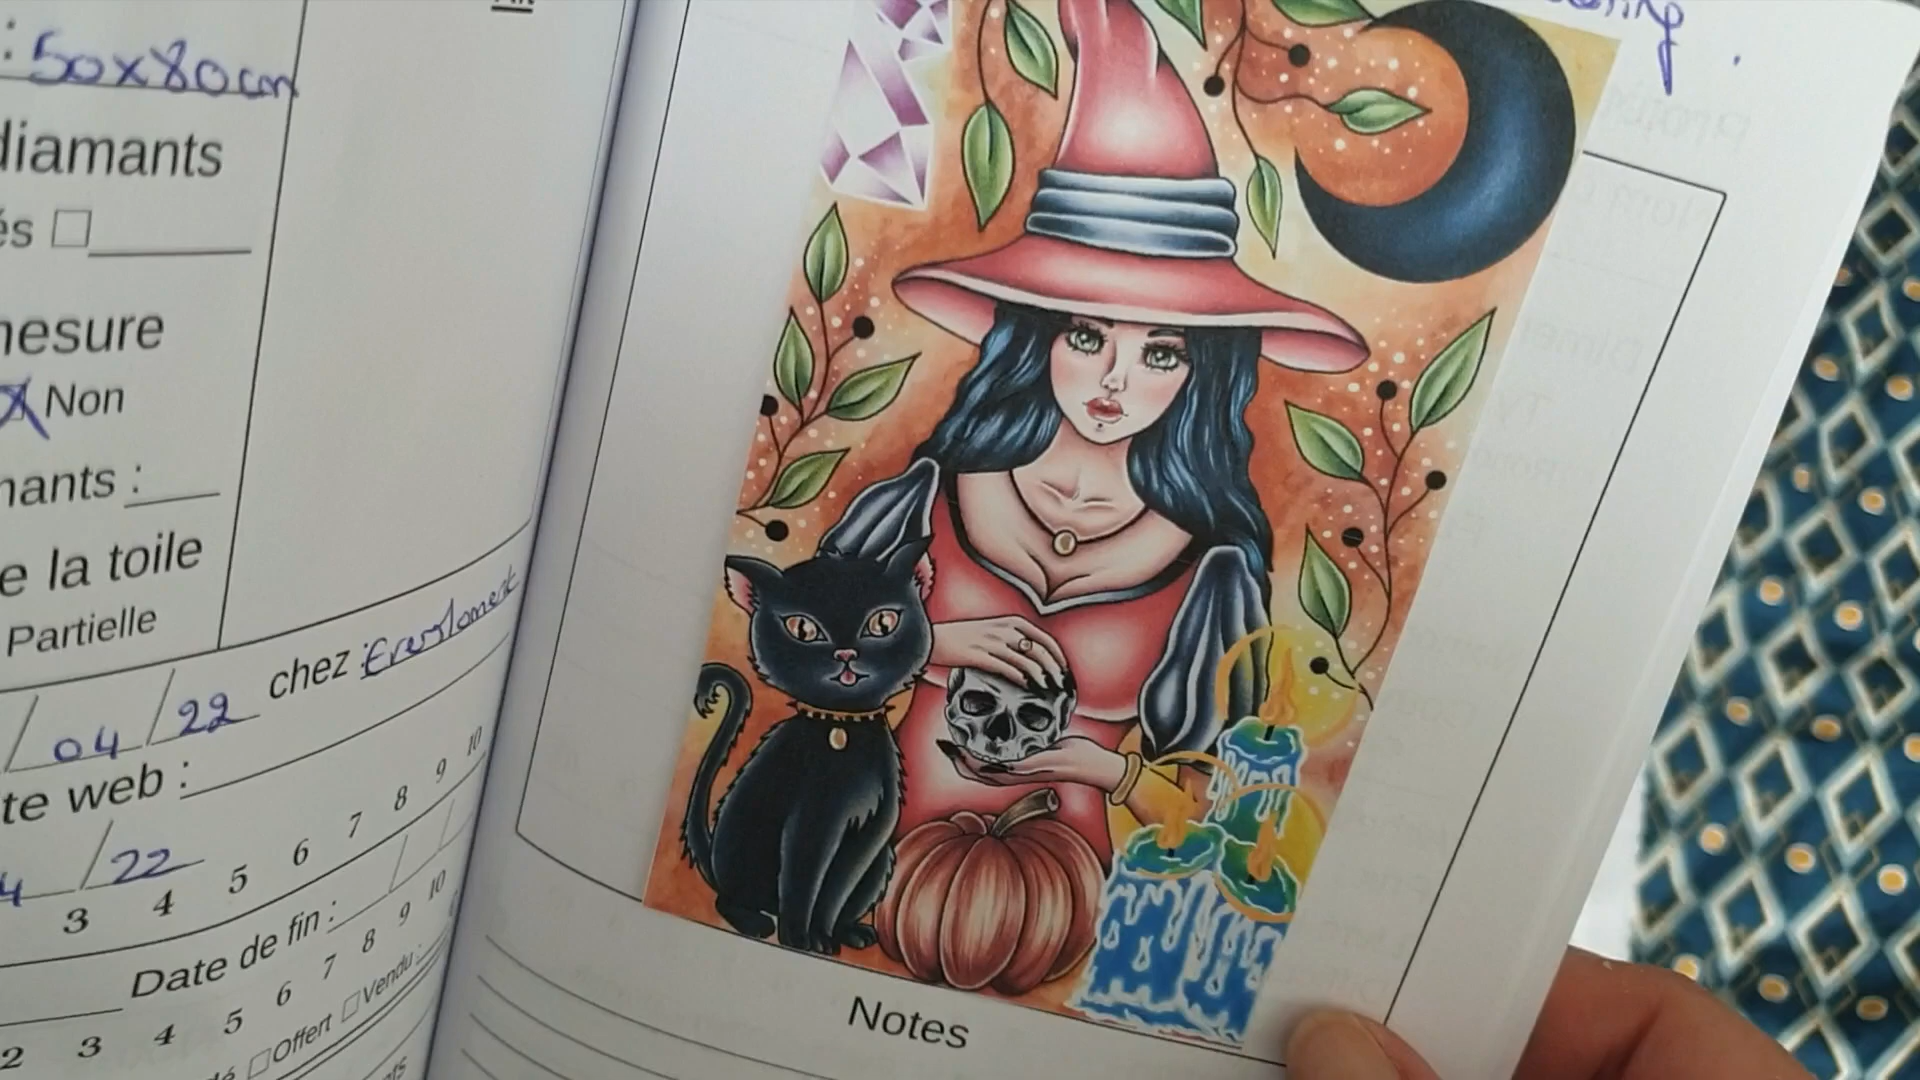 : 50x80cm
diamants
és
mesure
Non
mants :
e la toile
Partielle
/ 04 / 22 chez :
te web :
4 / 22
3 4 5 6 7 8 9 10
Date de fin :
2 3 4 5 6 7 8 9 10
Offert Vendu :
Notes